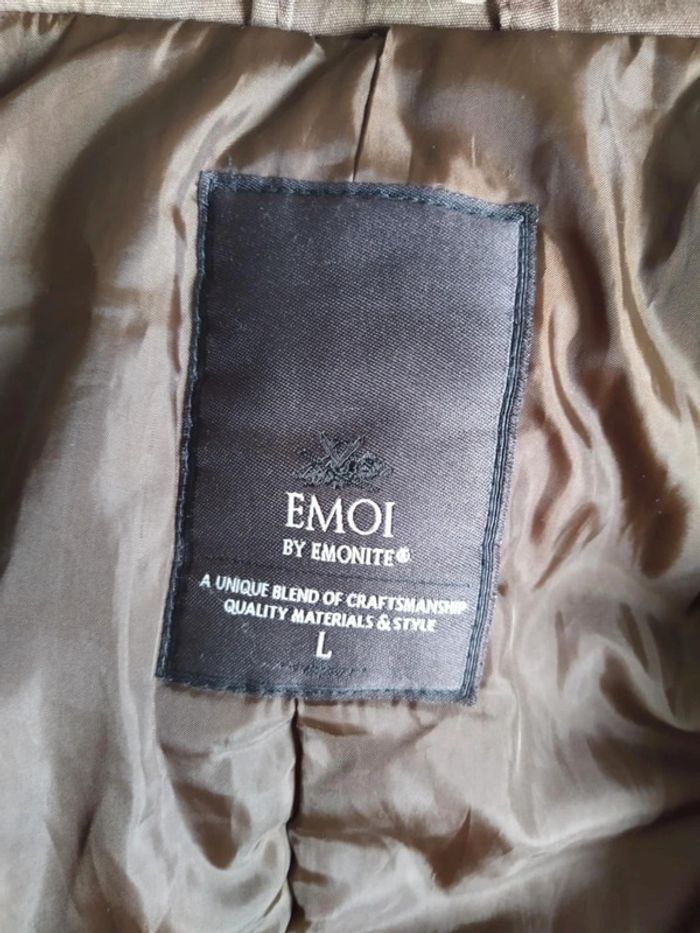 EMOI
BY EMONITE®
A UNIQUE BLEND OF CRAFTSMANSHIP
QUALITY MATERIALS & STYLE
L